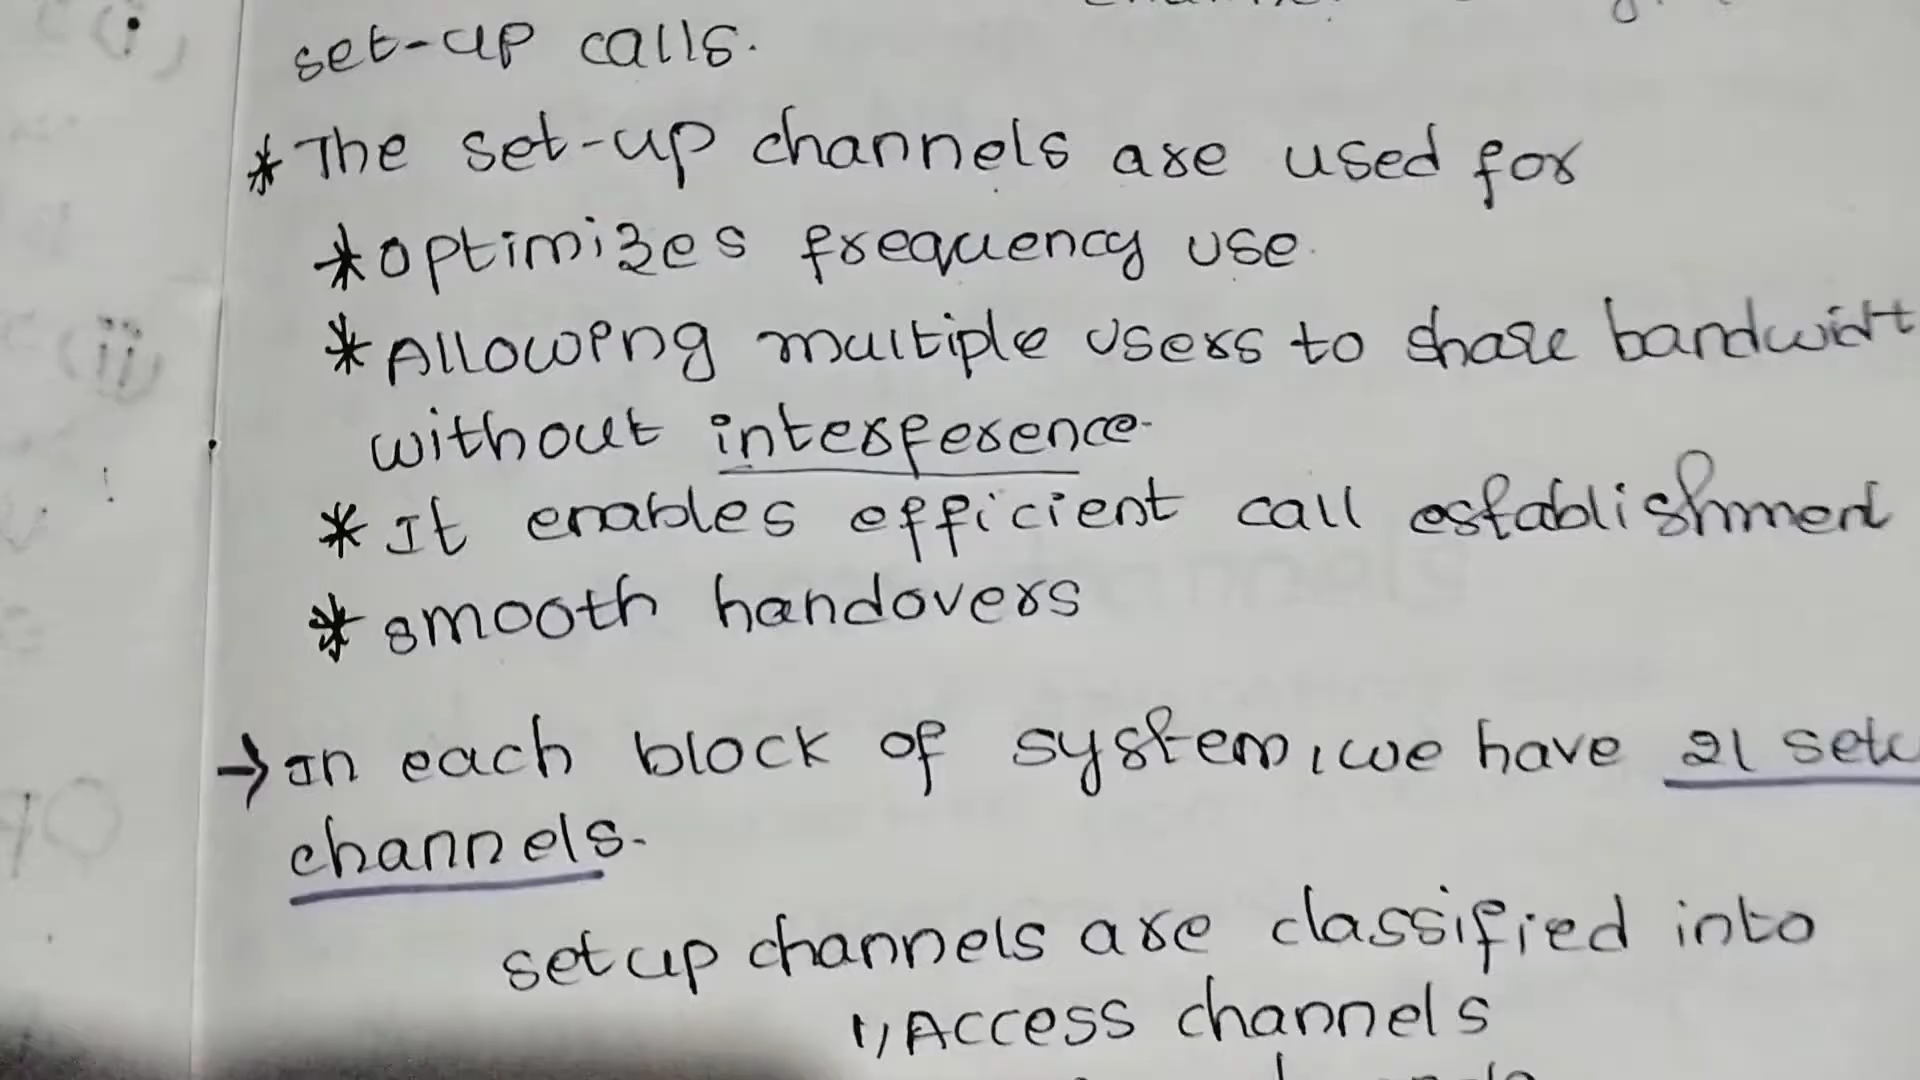 set-up calls.
* The set-up channels are used for
* optimizes frequency use.
* Allowing multiple users to share bandwidt
without interference.
* It enables efficient call establishment
* smooth handovers
→ In each block of system, we have 21 setu
channels.
setup channels are classified into
1) Access channels